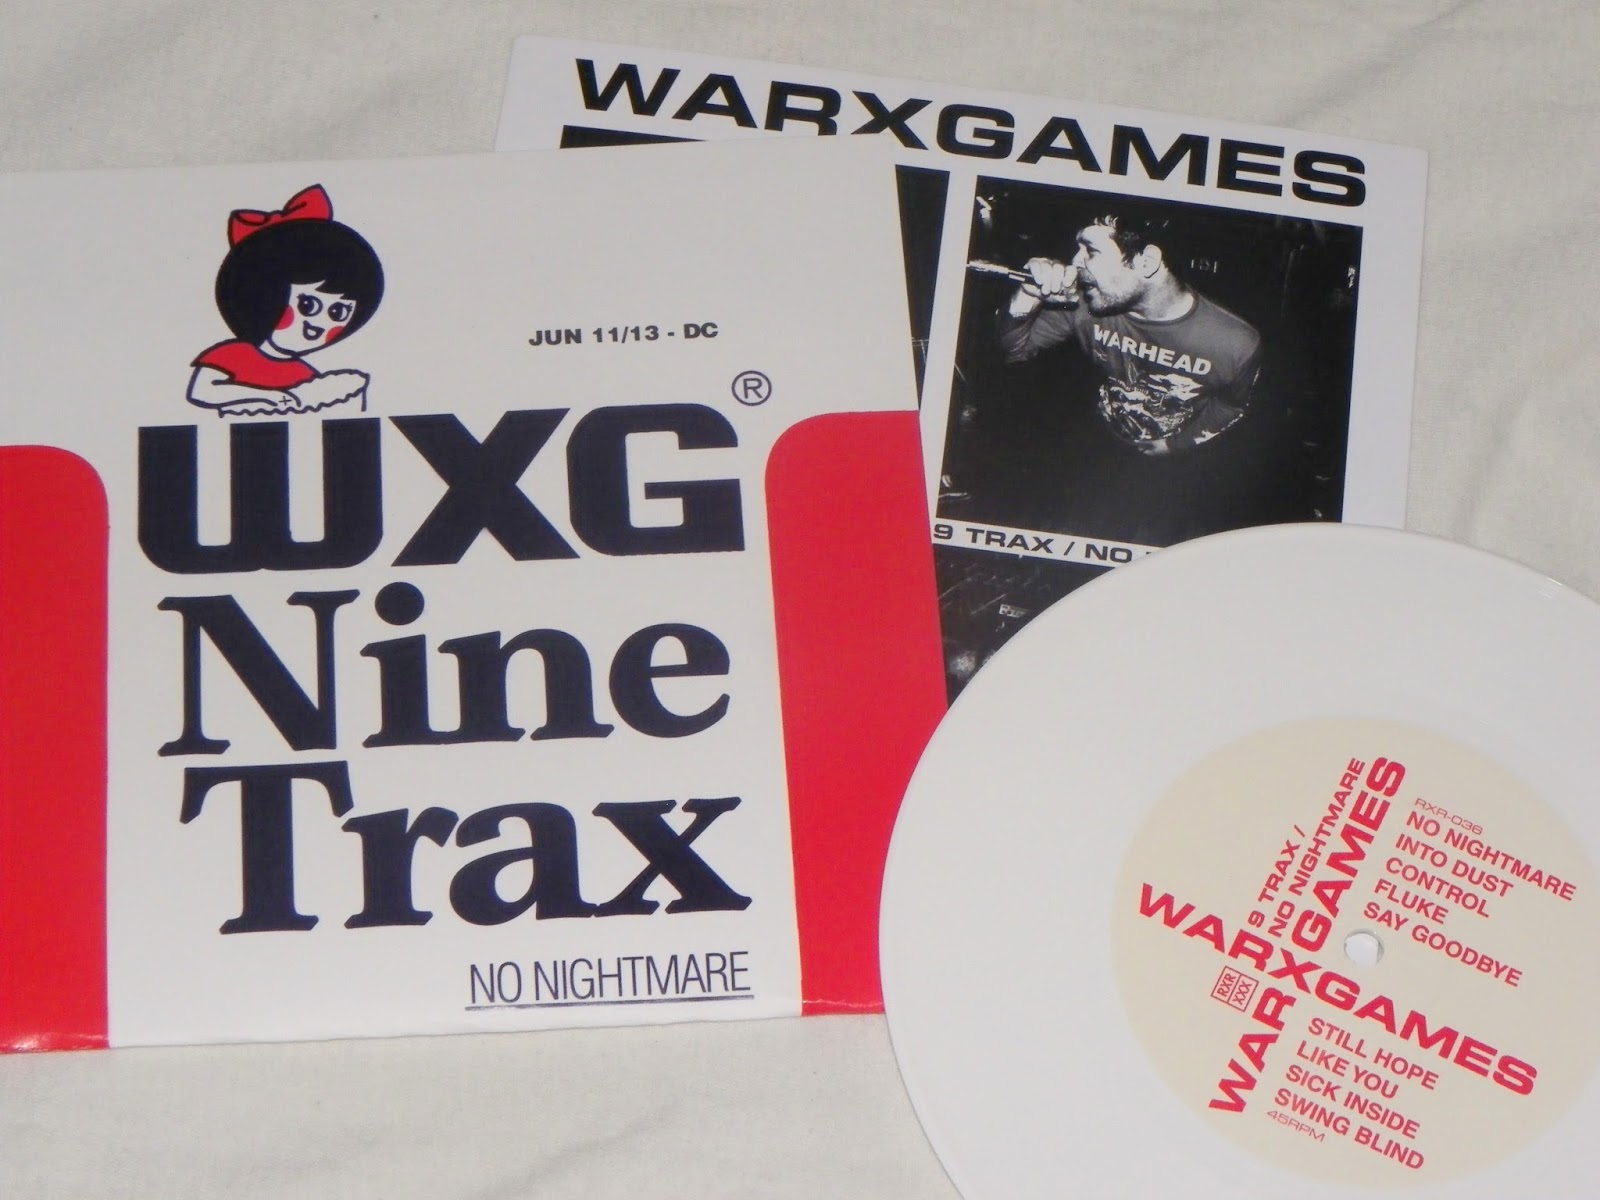 WARXGAMES
JUN 11/13 - DC
WXG®
Nine
Trax
NO NIGHTMARE
WARHEAD
9 TRAX / NO
9 TRAX /
NO NIGHTMARE
WARXGAMES
WARXGAMES
RXR-036
NO NIGHTMARE
INTO DUST
CONTROL
FLUKE
SAY GOODBYE
RXR
XXX
STILL HOPE
LIKE YOU
SICK INSIDE
SWING BLIND
45RPM